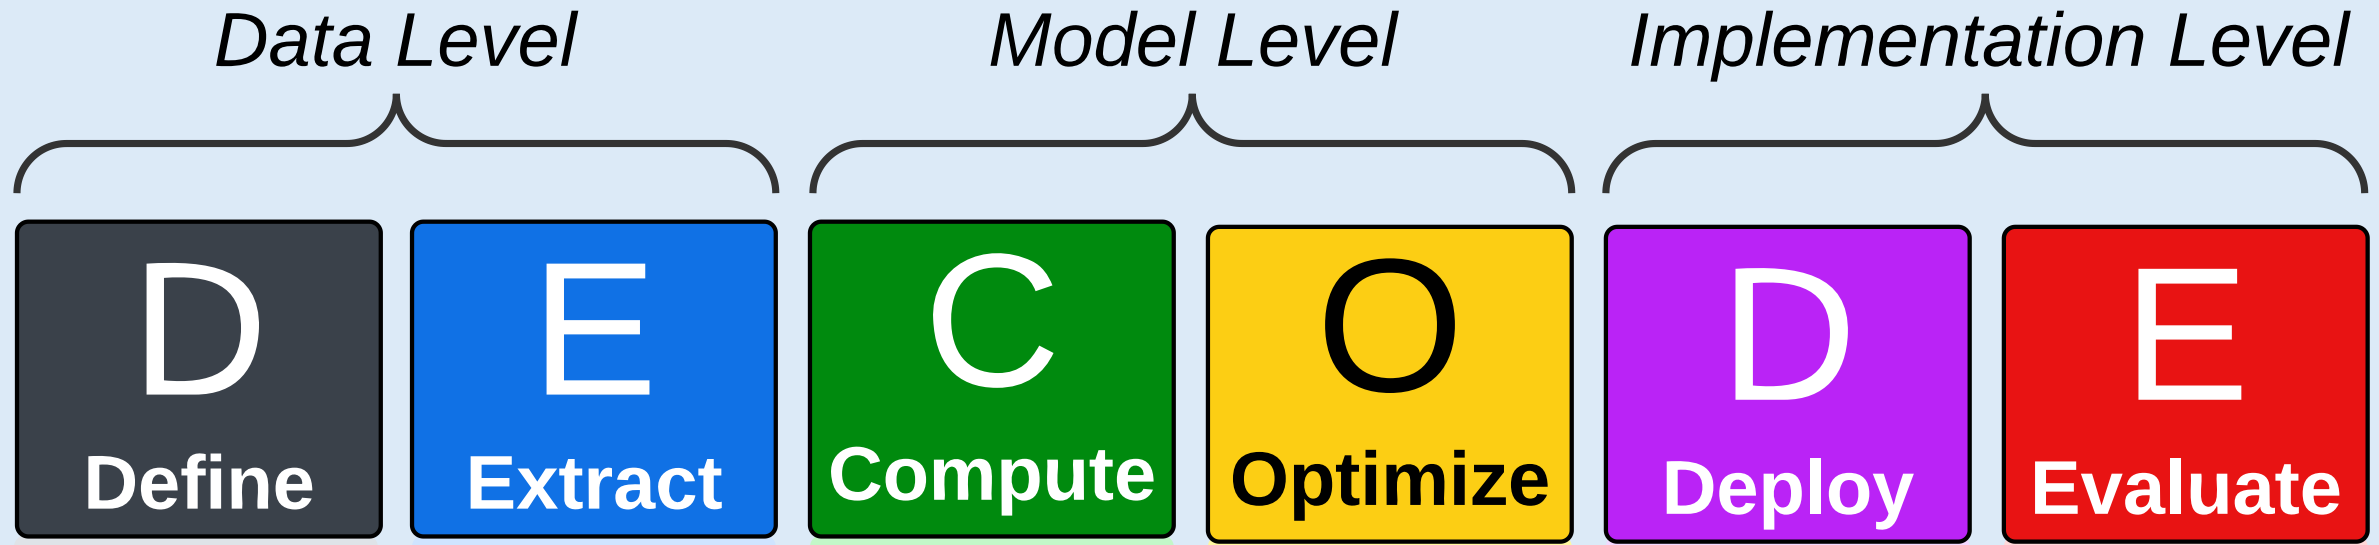 Data Level
Model Level
Implementation Level
D
E
C
O
D
E
Define
Extract
Compute
Optimize
Deploy
Evaluate